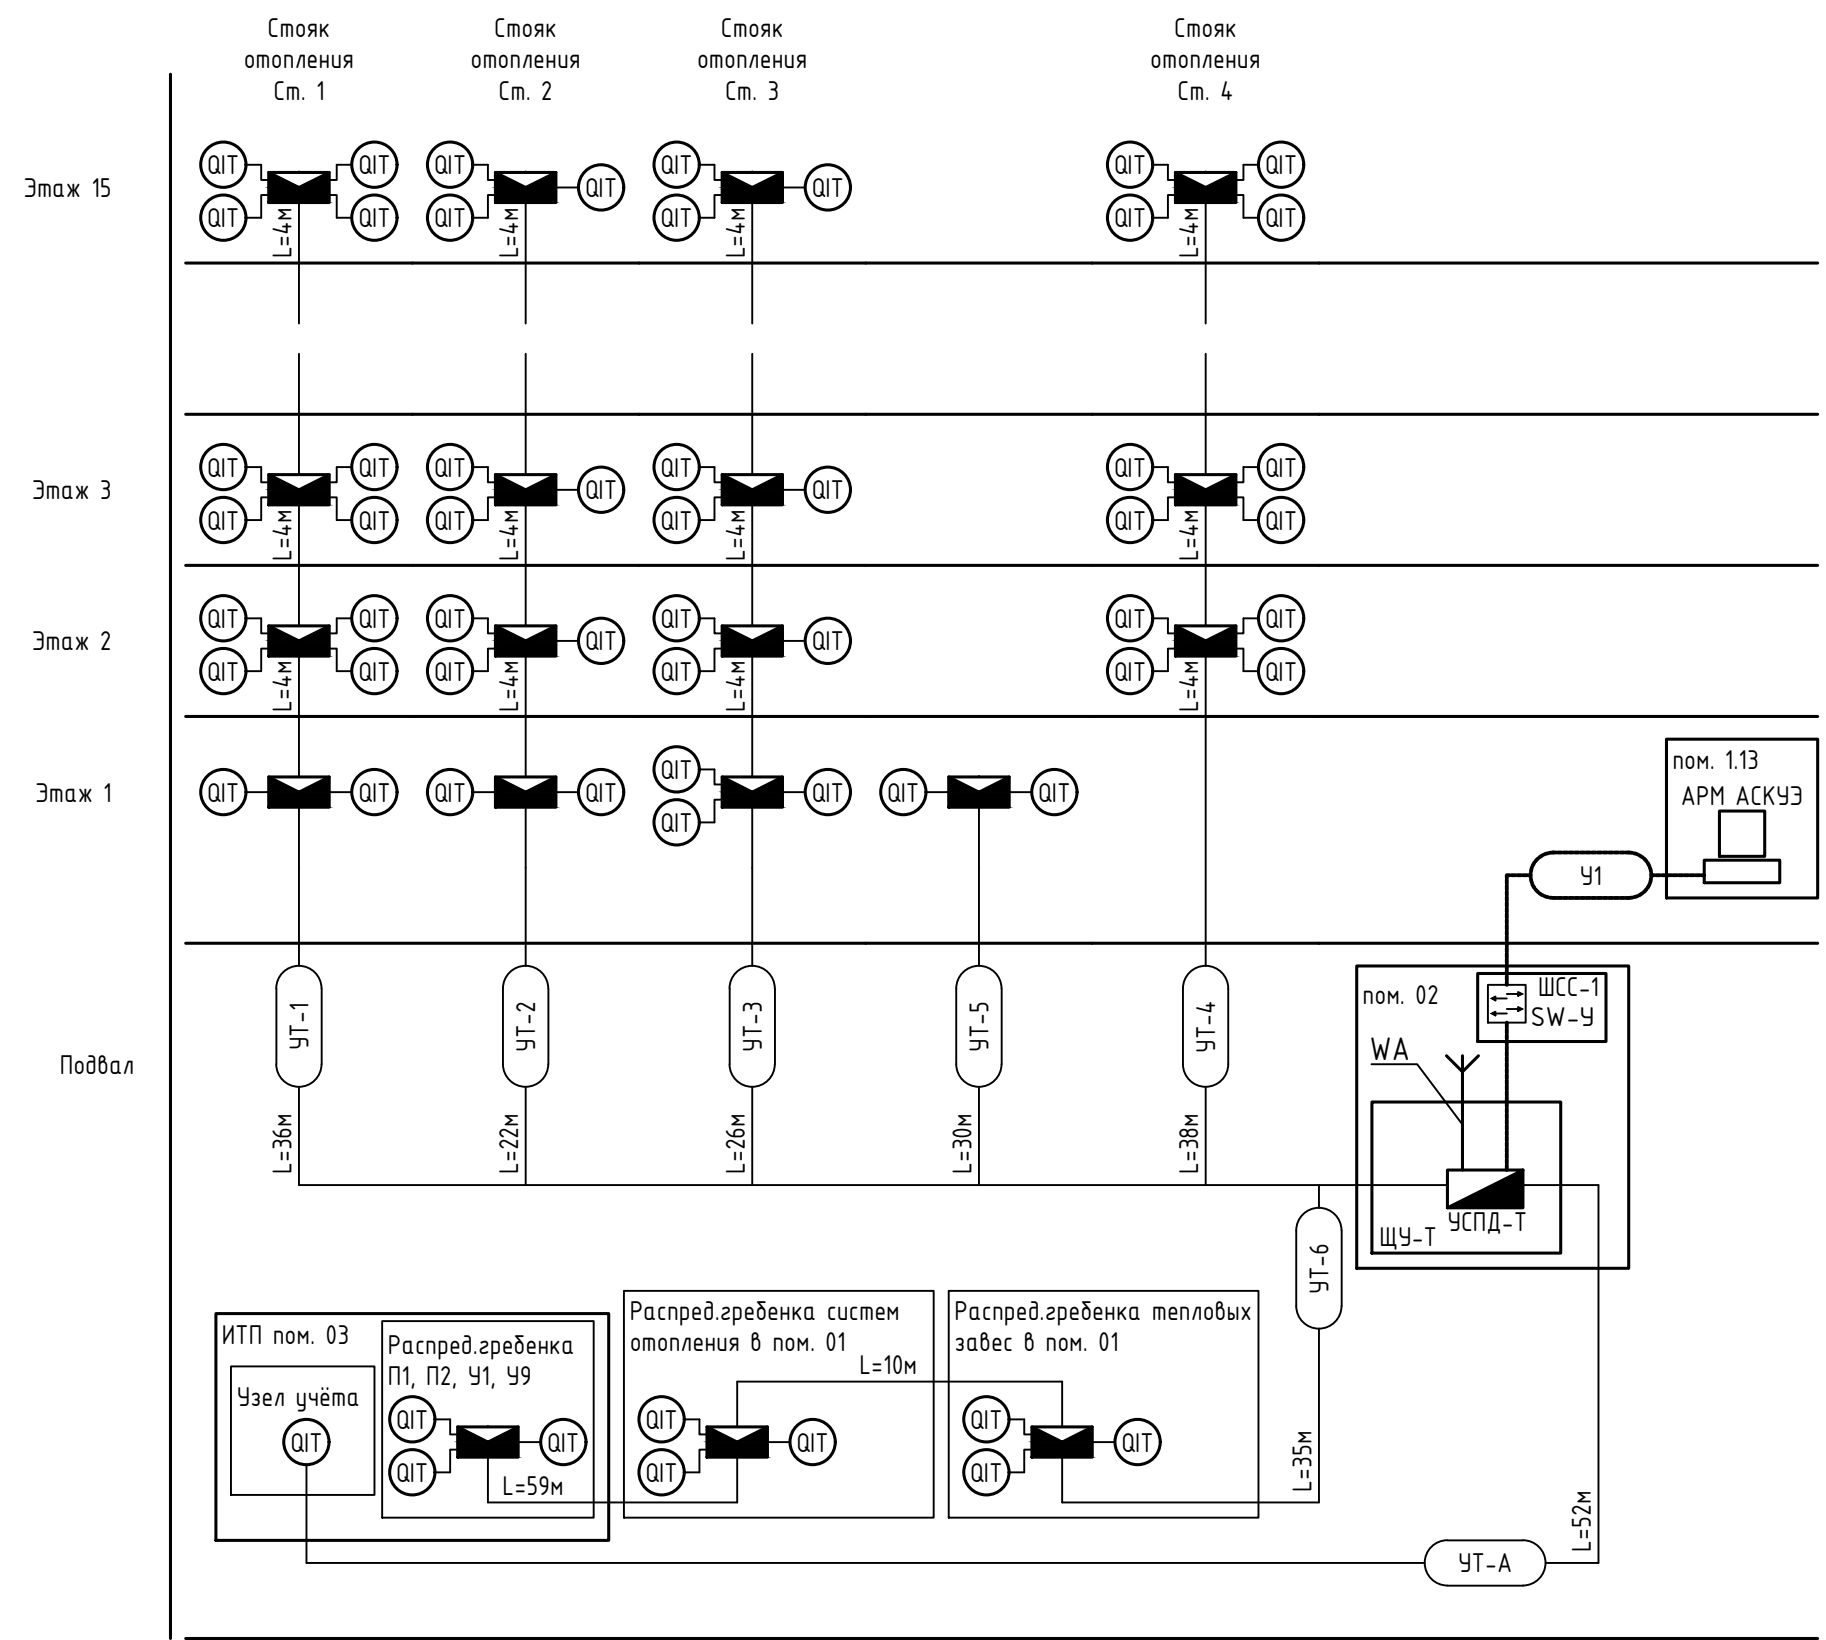 Стояк
отопления
Ст. 1
Стояк
отопления
Ст. 2
Стояк
отопления
Ст. 3
Стояк
отопления
Ст. 4
Этаж 15
QIT QIT QIT QIT QIT QIT
QIT QIT
QIT QIT QIT QIT QIT QIT
L=4м L=4м L=4м L=4м
Этаж 3
QIT QIT QIT QIT QIT QIT
QIT QIT
QIT QIT QIT QIT QIT QIT
L=4м L=4м L=4м L=4м
Этаж 2
QIT QIT QIT QIT QIT QIT
QIT QIT
QIT QIT QIT QIT QIT QIT
L=4м L=4м L=4м L=4м
Этаж 1
QIT QIT QIT QIT QIT QIT QIT QIT QIT
пом. 1.13
АРМ АСКУЭ
У1
Подвал
УТ-1 УТ-2 УТ-3 УТ-5 УТ-4
L=36м L=22м L=26м L=30м L=38м
пом. 02
ШСС-1
SW-У
WA
УСПД-Т
ЩУ-Т
УТ-6
ИТП пом. 03
Узел учёта
QIT
Распред.гребенка
П1, П2, У1, У9
QIT
QIT
QIT
L=59м
Распред.гребенка систем
отопления в пом. 01
L=10м
QIT
QIT
QIT
Распред.гребенка тепловых
завес в пом. 01
QIT
QIT
QIT
L=35м
L=52м
УТ-А